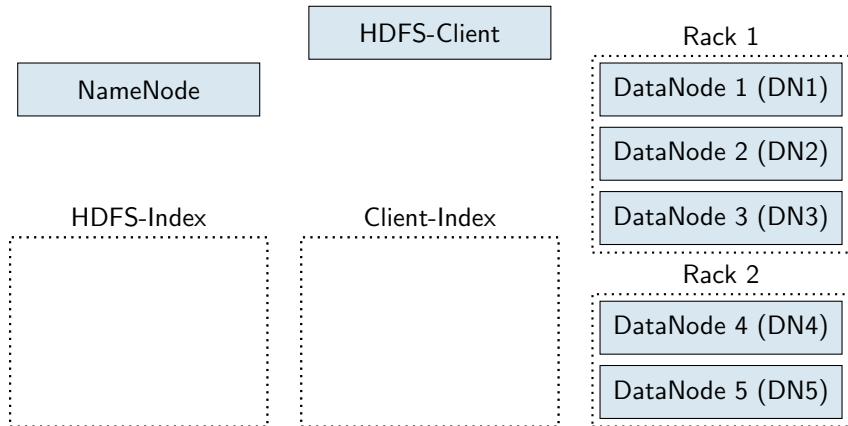 HDFS-Client
NameNode
Rack 1
DataNode 1 (DN1)
DataNode 2 (DN2)
DataNode 3 (DN3)
HDFS-Index
Client-Index
Rack 2
DataNode 4 (DN4)
DataNode 5 (DN5)